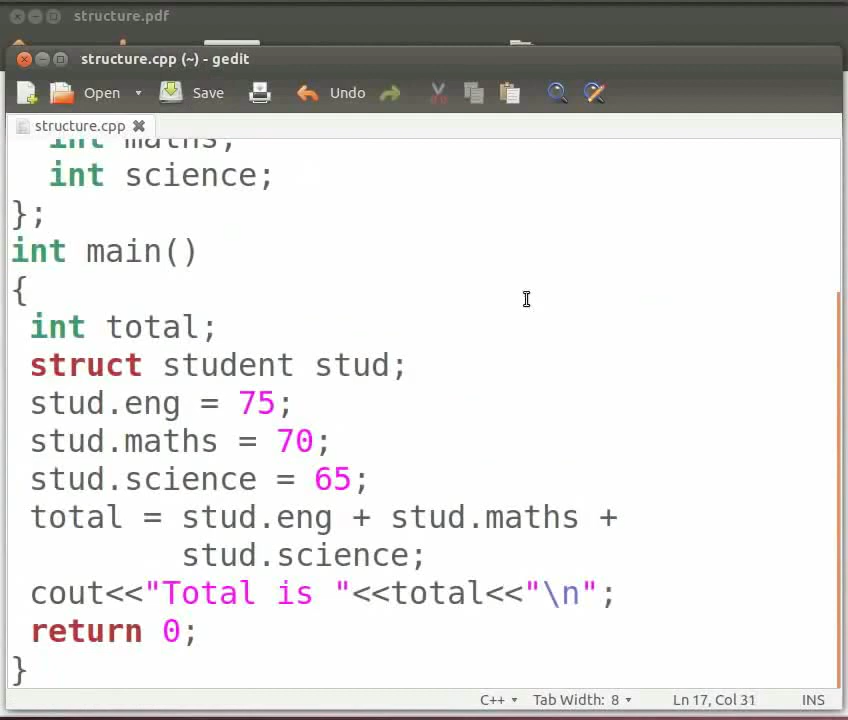 structure.pdf
structure.cpp (~) - gedit
Open Save Undo
structure.cpp
int maths;
int science;
};
int main()
{
int total;
struct student stud;
stud.eng = 75;
stud.maths = 70;
stud.science = 65;
total = stud.eng + stud.maths +
stud.science;
cout<<"Total is "<<total<<"\n";
return 0;
}
C++ Tab Width: 8 Ln 17, Col 31 INS